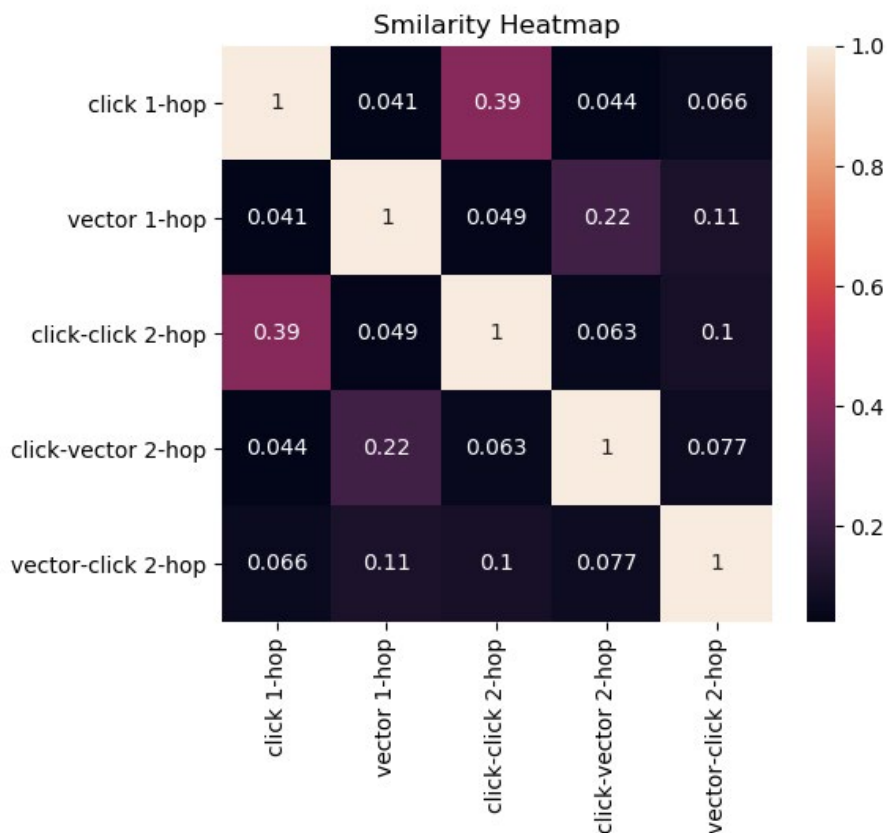 Smilarity Heatmap
click 1-hop 1 0.041 0.39 0.044 0.066
vector 1-hop 0.041 1 0.049 0.22 0.11
click-click 2-hop 0.39 0.049 1 0.063 0.1
click-vector 2-hop 0.044 0.22 0.063 1 0.077
vector-click 2-hop 0.066 0.11 0.1 0.077 1
click 1-hop
vector 1-hop
click-click 2-hop
click-vector 2-hop
vector-click 2-hop
1.0
0.8
0.6
0.4
0.2